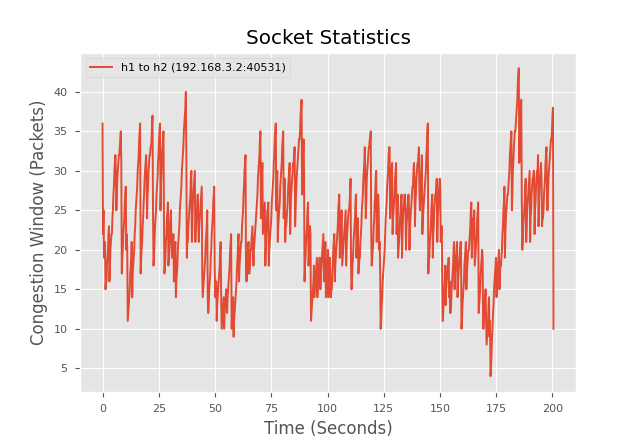 Socket Statistics
h1 to h2 (192.168.3.2:40531)
Congestion Window (Packets)
40
35
30
25
20
15
10
5
0 25 50 75 100 125 150 175 200
Time (Seconds)